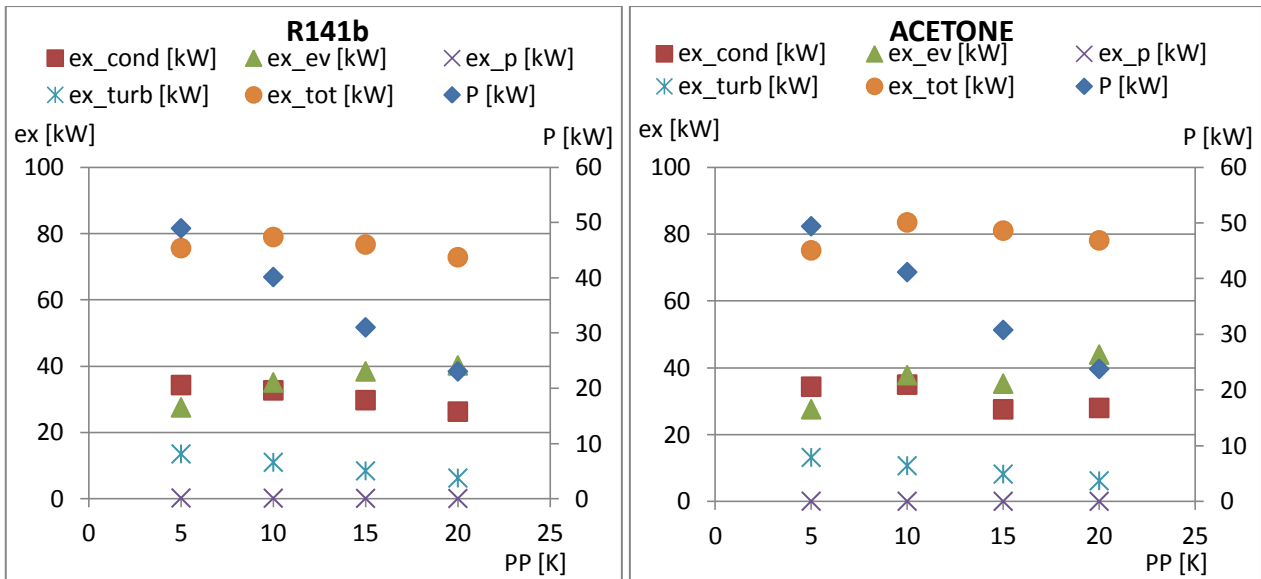 R141b
ex_cond [kW] ex_ev [kW] ex_p [kW]
ex_turb [kW] ex_tot [kW] P [kW]
ex [kW] P [kW]
100 60
80 50
60 40
40 30
20 20
0 10
0
0 5 10 15 20 25
PP [K]
ACETONE
ex_cond [kW] ex_ev [kW] ex_p [kW]
ex_turb [kW] ex_tot [kW] P [kW]
ex [kW] P [kW]
100 60
80 50
60 40
40 30
20 20
0 10
0
0 5 10 15 20 25
PP [K]